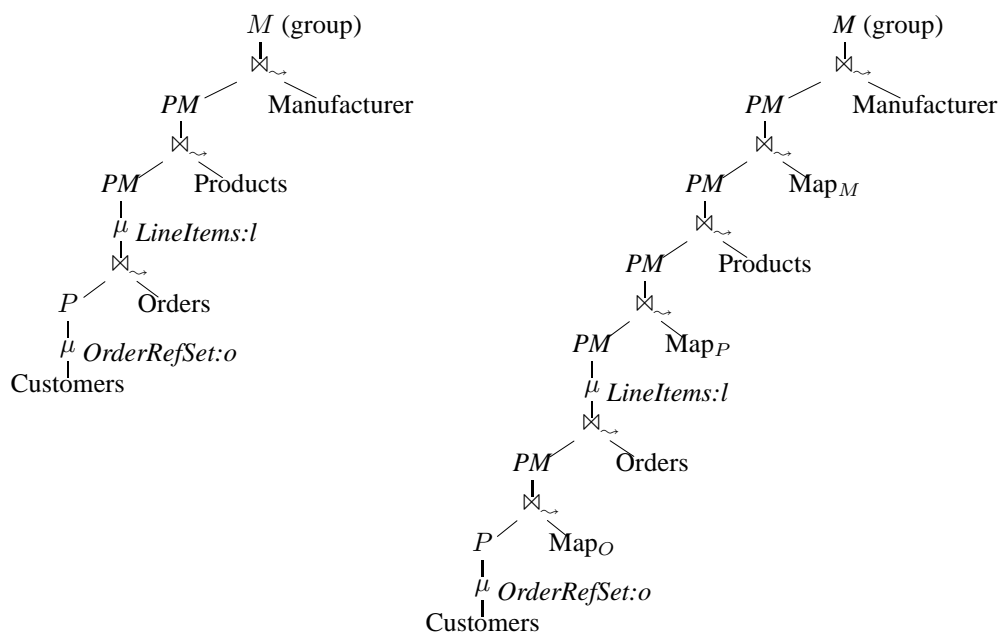 M (group)
⋈⤳
PM Manufacturer
⋈⤳
PM Products
μ LineItems:l
⋈⤳
P Orders
μ OrderRefSet:o
Customers
M (group)
⋈⤳
PM Manufacturer
⋈⤳
PM Map_M
⋈⤳
PM Products
⋈⤳
PM Map_P
μ LineItems:l
⋈⤳
PM Orders
⋈⤳
P Map_O
μ OrderRefSet:o
Customers